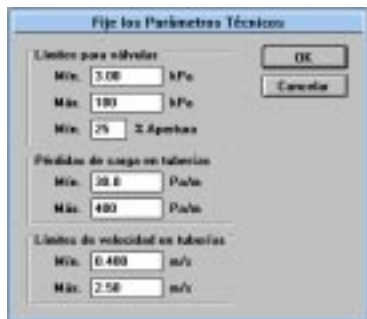 Fije los Parámetros Técnicos
Límites para válvulas
Mín. 3.00 kPa
Máx. 100 kPa
Mín. 25 % Apertura
OK
Cancelar
Pérdidas de carga en tuberías
Mín. 30.0 Pa/m
Máx. 400 Pa/m
Límites de velocidad en tuberías
Mín. 0.400 m/s
Máx. 2.50 m/s